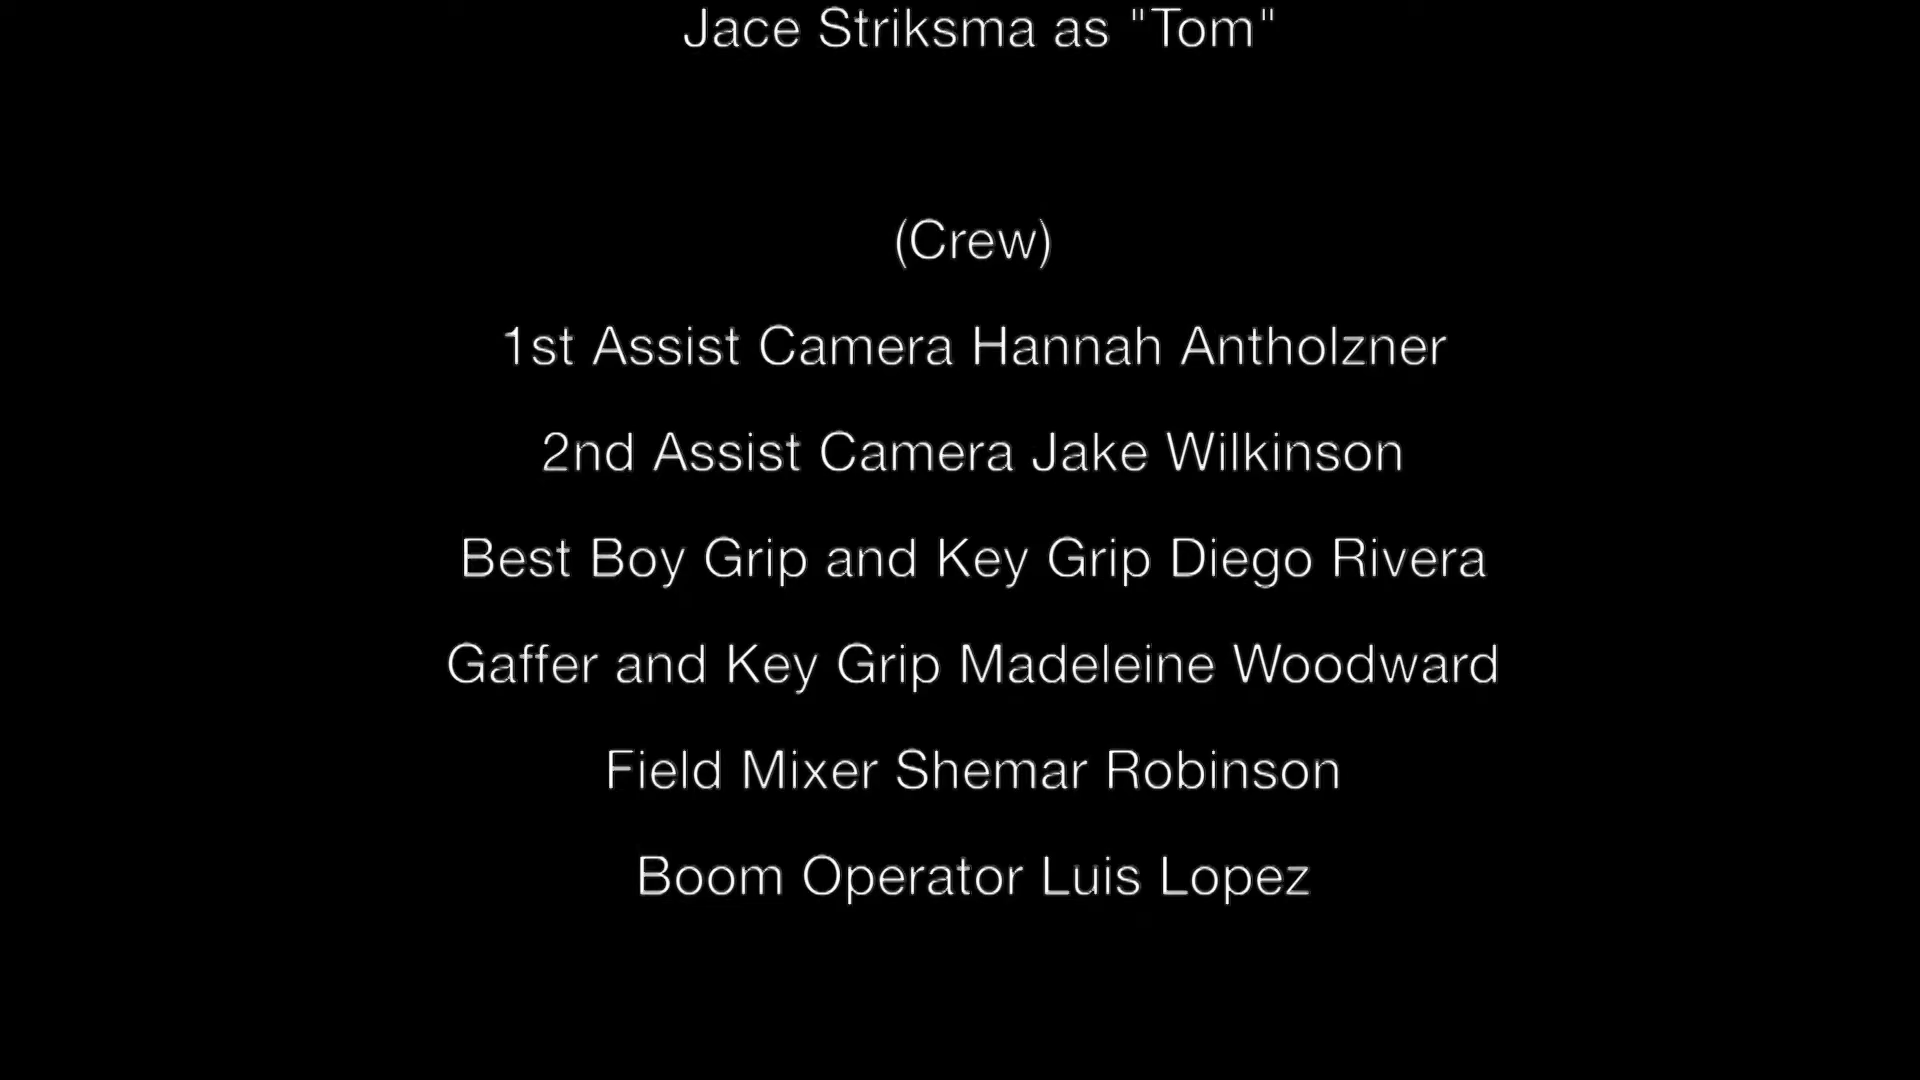 Jace Striksma as "Tom"
(Crew)
1st Assist Camera Hannah Antholzner
2nd Assist Camera Jake Wilkinson
Best Boy Grip and Key Grip Diego Rivera
Gaffer and Key Grip Madeleine Woodward
Field Mixer Shemar Robinson
Boom Operator Luis Lopez